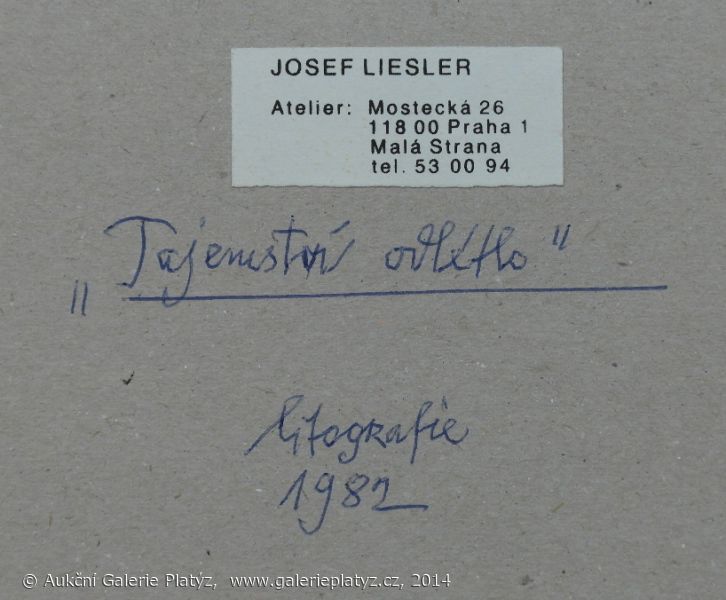 JOSEF LIESLER
Atelier: Mostecká 26
118 00 Praha 1
Malá Strana
tel. 53 00 94
„Tajemství odlétlo"
litografie
1982
© Aukční Galerie Platýz, www.galerieplatyz.cz, 2014